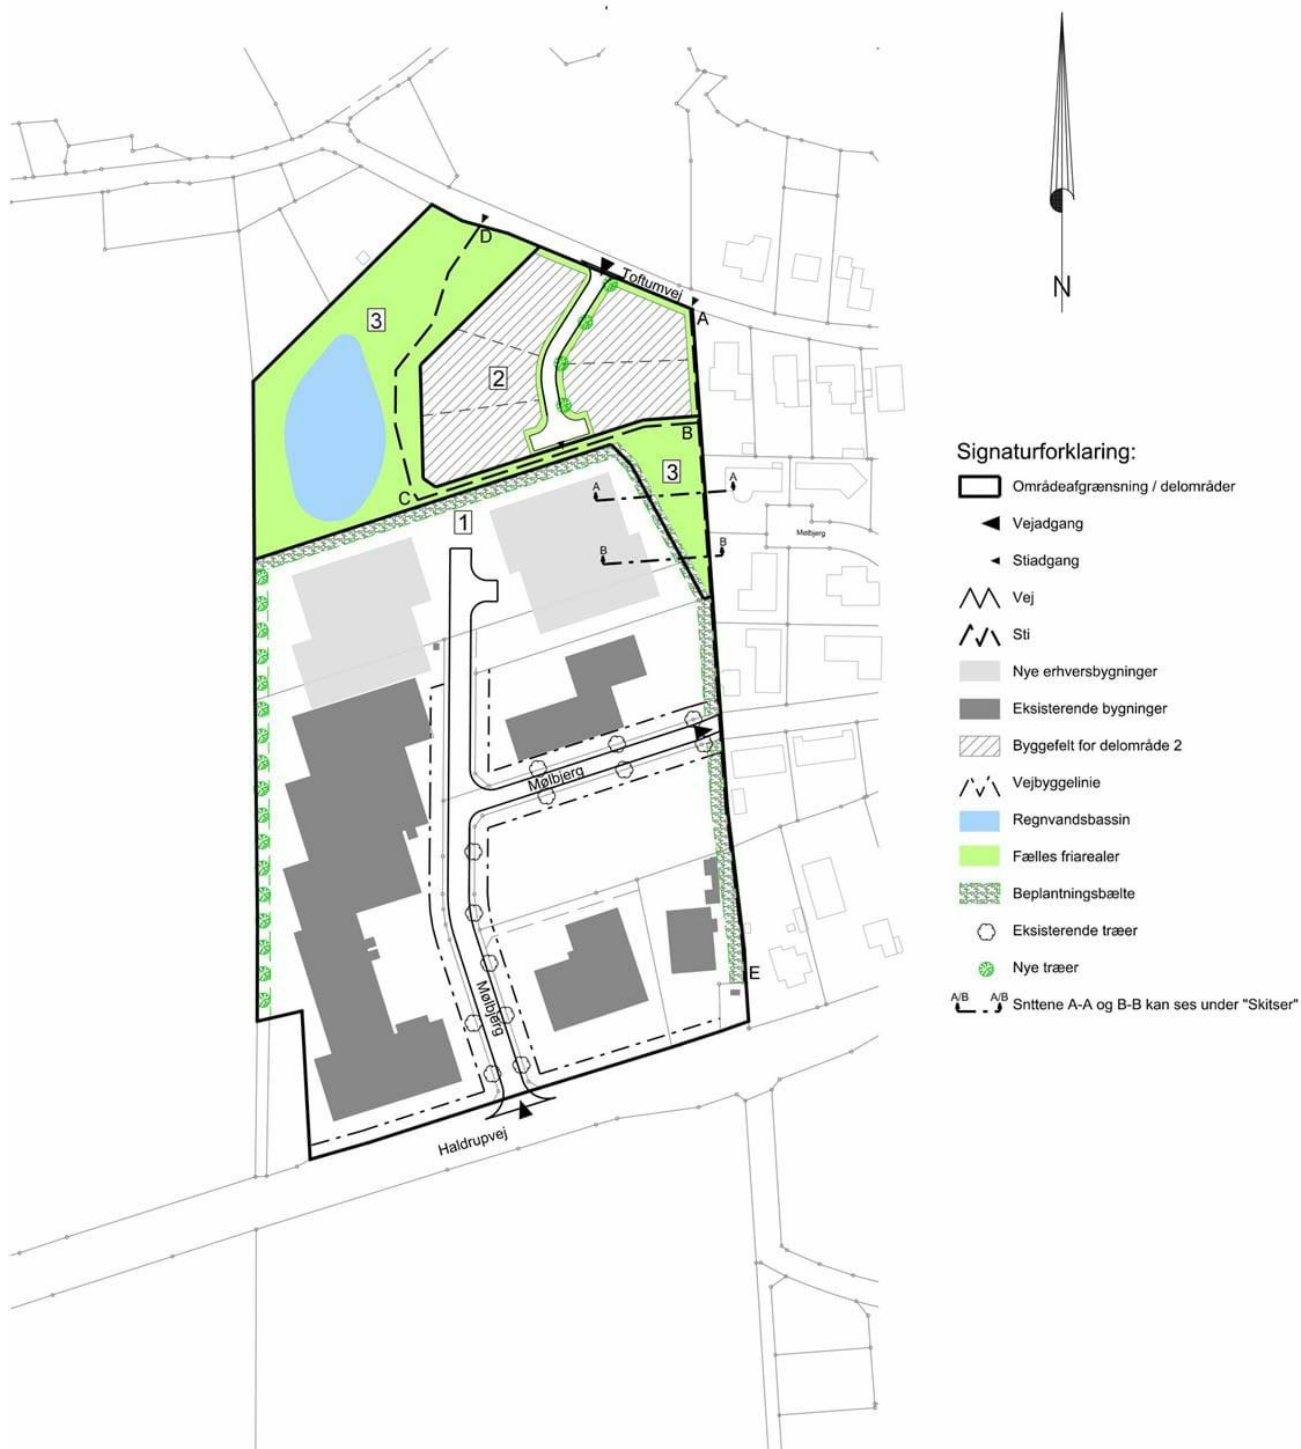 N
D
Toftumvej
A
3
2
B
3
C
A
A
1
B
B
Mølbjerg
Mølbjerg
Mølbjerg
E
Haldrupvej
Signaturforklaring:
Områdeafgrænsning / delområder
Vejadgang
Stiadgang
Vej
Sti
Nye erhversbygninger
Eksisterende bygninger
Byggefelt for delområde 2
Vejbyggelinie
Regnvandsbassin
Fælles friarealer
Beplantningsbælte
Eksisterende træer
Nye træer
A/B A/B Snttene A-A og B-B kan ses under "Skitser"